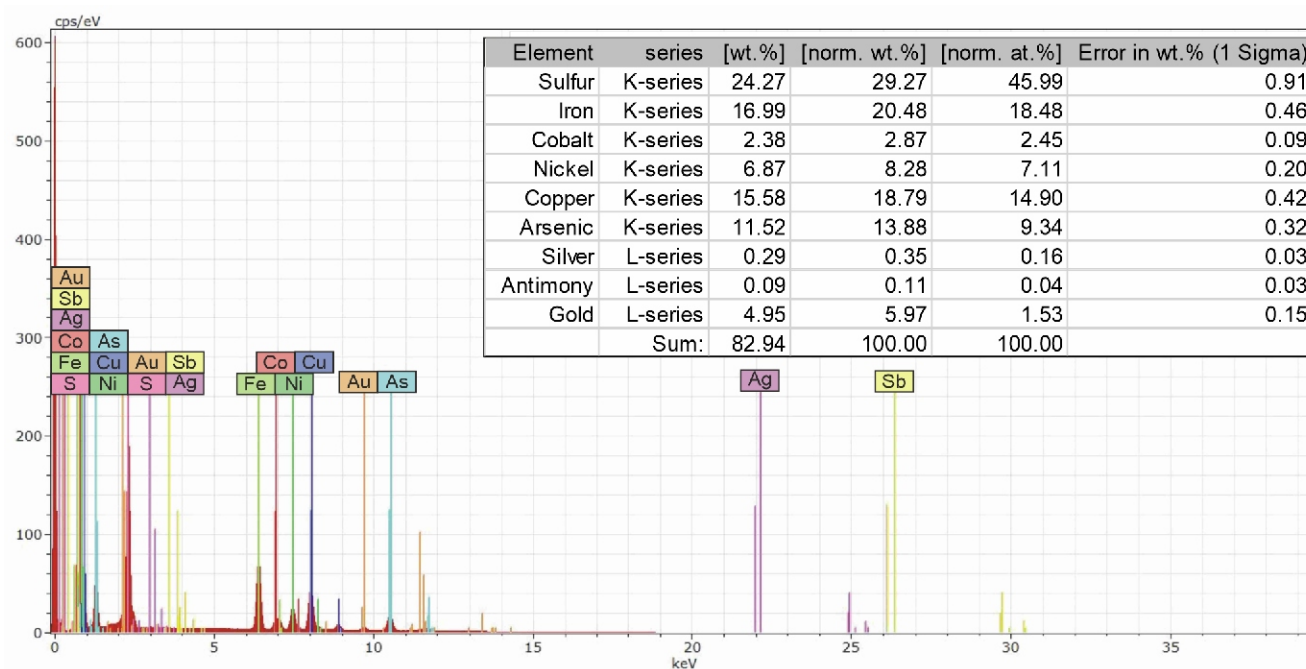 cps/eV
600
500
400
300
200
100
0
Element series [wt.%] [norm. wt.%] [norm. at.%] Error in wt.% (1 Sigma)
Sulfur K-series 24.27 29.27 45.99 0.91
Iron K-series 16.99 20.48 18.48 0.46
Cobalt K-series 2.38 2.87 2.45 0.09
Nickel K-series 6.87 8.28 7.11 0.20
Copper K-series 15.58 18.79 14.90 0.42
Arsenic K-series 11.52 13.88 9.34 0.32
Silver L-series 0.29 0.35 0.16 0.03
Antimony L-series 0.09 0.11 0.04 0.03
Gold L-series 4.95 5.97 1.53 0.15
Sum: 82.94 100.00 100.00
Au
Sb
Ag
Co As
Fe Cu Au Sb Co Cu
S Ni S Ag Fe Ni Au As Ag Sb
0 5 10 15 20 25 30 35
keV